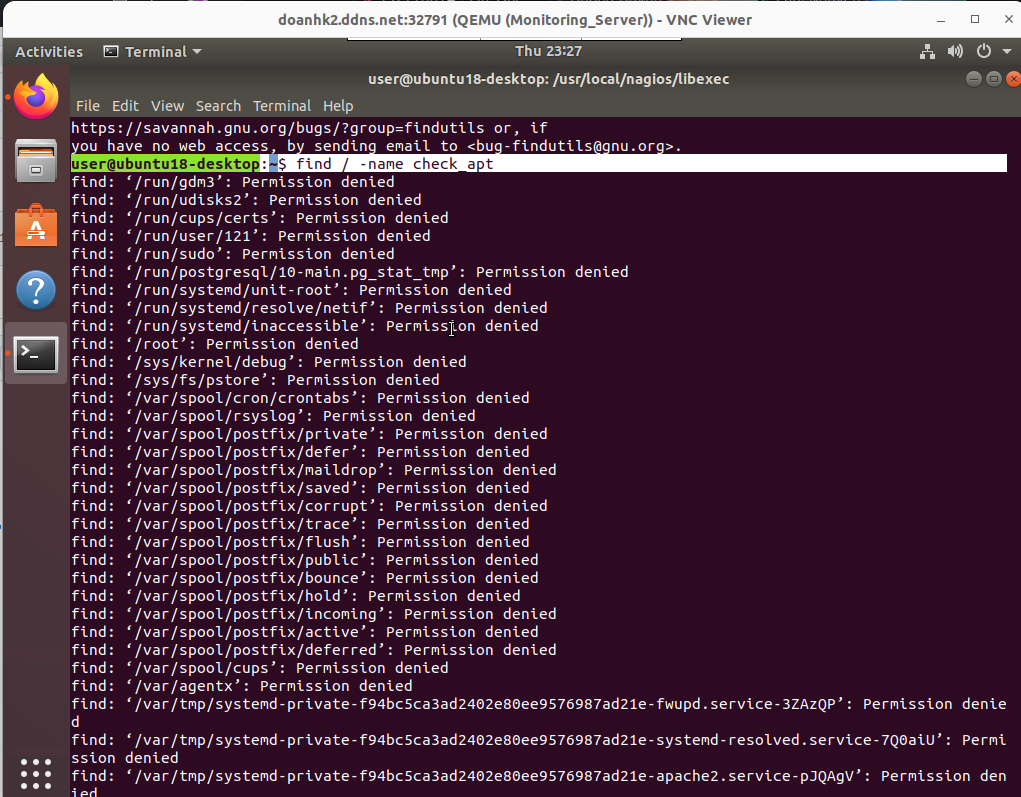 doanhk2.ddns.net:32791 (QEMU (Monitoring_Server)) - VNC Viewer
Activities Terminal Thu 23:27
user@ubuntu18-desktop: /usr/local/nagios/libexec
File Edit View Search Terminal Help
https://savannah.gnu.org/bugs/?group=findutils or, if
you have no web access, by sending email to <bug-findutils@gnu.org>.
user@ubuntu18-desktop:~$ find / -name check_apt
find: ‘/run/gdm3’: Permission denied
find: ‘/run/udisks2’: Permission denied
find: ‘/run/cups/certs’: Permission denied
find: ‘/run/user/121’: Permission denied
find: ‘/run/sudo’: Permission denied
find: ‘/run/postgresql/10-main.pg_stat_tmp’: Permission denied
find: ‘/run/systemd/unit-root’: Permission denied
find: ‘/run/systemd/resolve/netif’: Permission denied
find: ‘/run/systemd/inaccessible’: Permission denied
find: ‘/root’: Permission denied
find: ‘/sys/kernel/debug’: Permission denied
find: ‘/sys/fs/pstore’: Permission denied
find: ‘/var/spool/cron/crontabs’: Permission denied
find: ‘/var/spool/rsyslog’: Permission denied
find: ‘/var/spool/postfix/private’: Permission denied
find: ‘/var/spool/postfix/defer’: Permission denied
find: ‘/var/spool/postfix/maildrop’: Permission denied
find: ‘/var/spool/postfix/saved’: Permission denied
find: ‘/var/spool/postfix/corrupt’: Permission denied
find: ‘/var/spool/postfix/trace’: Permission denied
find: ‘/var/spool/postfix/flush’: Permission denied
find: ‘/var/spool/postfix/public’: Permission denied
find: ‘/var/spool/postfix/bounce’: Permission denied
find: ‘/var/spool/postfix/hold’: Permission denied
find: ‘/var/spool/postfix/incoming’: Permission denied
find: ‘/var/spool/postfix/active’: Permission denied
find: ‘/var/spool/postfix/deferred’: Permission denied
find: ‘/var/spool/cups’: Permission denied
find: ‘/var/agentx’: Permission denied
find: ‘/var/tmp/systemd-private-f94bc5ca3ad2402e80ee9576987ad21e-fwupd.service-3ZAzQP’: Permission denie
d
find: ‘/var/tmp/systemd-private-f94bc5ca3ad2402e80ee9576987ad21e-systemd-resolved.service-7Q0aiU’: Permi
ssion denied
find: ‘/var/tmp/systemd-private-f94bc5ca3ad2402e80ee9576987ad21e-apache2.service-pJQAgV’: Permission den
ied